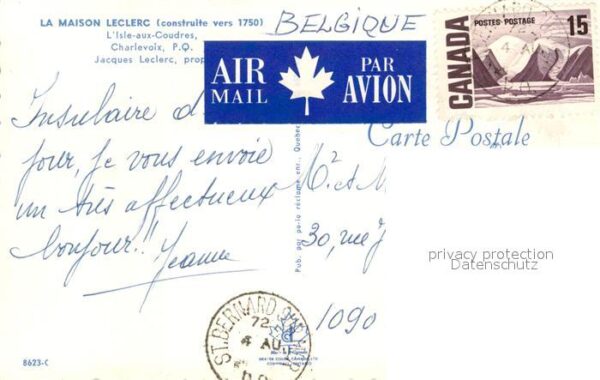 LA MAISON LECLERC (construite vers 1750)
L'Isle-aux-Coudres,
Charlevoix, P.Q.
Jacques Leclerc, prop
BELGIQUE
AIR MAIL
PAR AVION
CANADA
POSTES-POSTAGE
15
Carte Postale
Insulaire d
jour, je vous envoie
un très affectueux
bonjour!!
Jeanne
Mr et M
30, rue J
1090
privacy protection
Datenschutz
ST. BERNARD
72
4 AU
8623-C